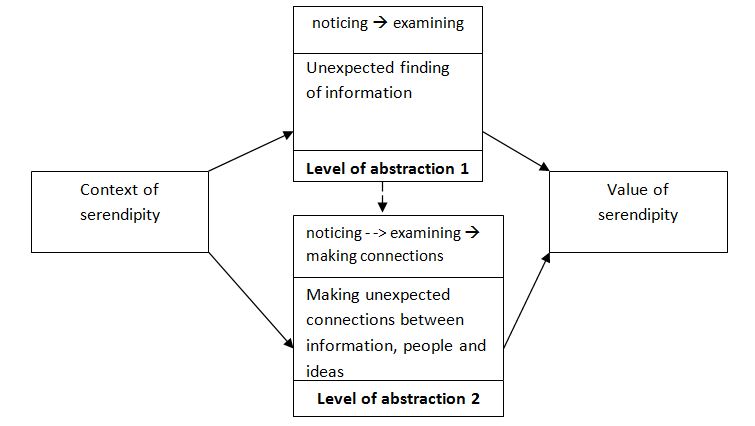 noticing → examining
Unexpected finding
of information
Level of abstraction 1
Context of
serendipity
Value of
serendipity
noticing - -> examining →
making connections
Making unexpected
connections between
information, people and
ideas
Level of abstraction 2